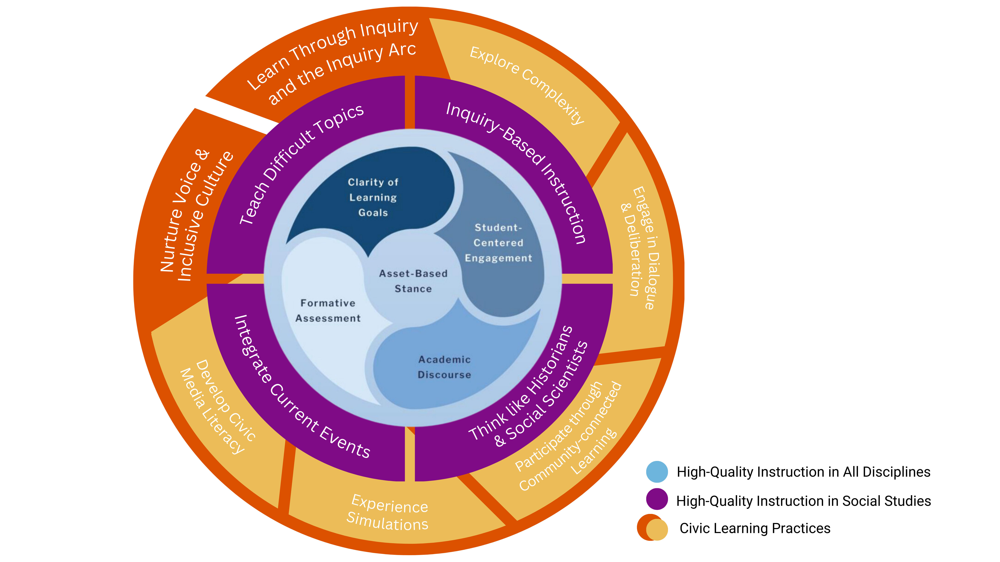 Learn Through Inquiry
and the Inquiry Arc
Explore Complexity
Engage in Dialogue
& Deliberation
Participate through
Community-connected
Learning
Experience
Simulations
Develop Civic
Media Literacy
Nurture Voice &
Inclusive Culture
Teach Difficult Topics
Inquiry-Based Instruction
Think like Historians
& Social Scientists
Integrate Current Events
Clarity of
Learning
Goals
Student-
Centered
Engagement
Asset-Based
Stance
Formative
Assessment
Academic
Discourse
High-Quality Instruction in All Disciplines
High-Quality Instruction in Social Studies
Civic Learning Practices